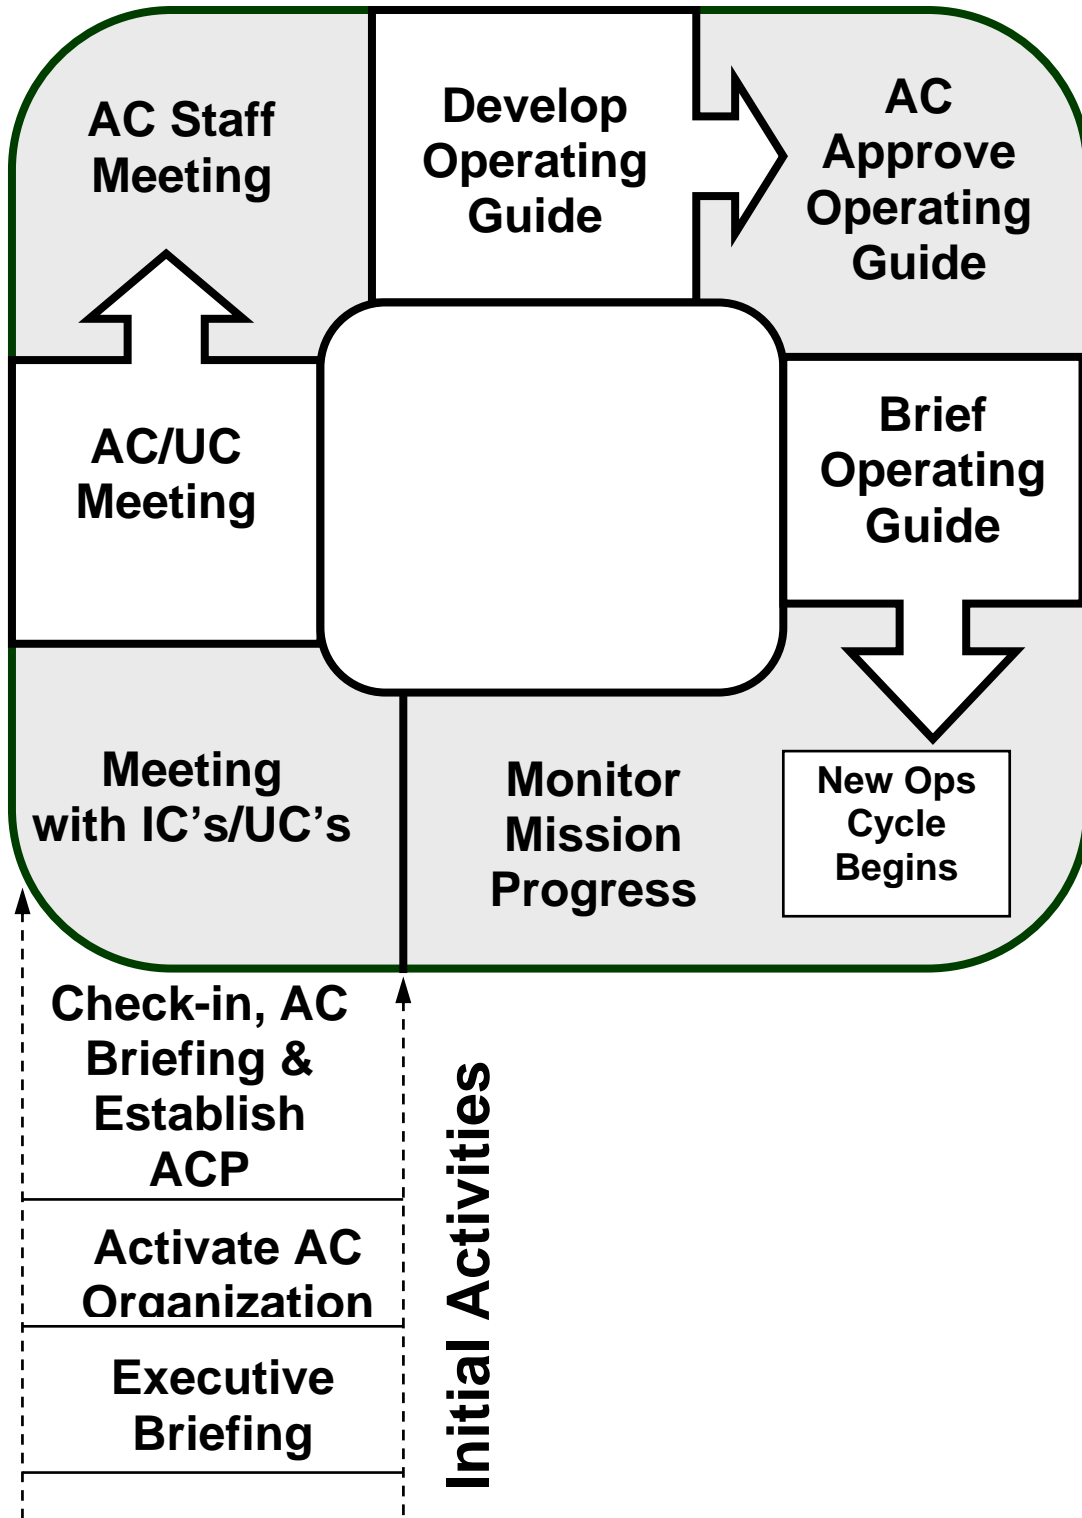 AC Staff
Meeting
Develop
Operating
Guide
AC
Approve
Operating
Guide
AC/UC
Meeting
Brief
Operating
Guide
Meeting
with IC’s/UC’s
Monitor
Mission
Progress
New Ops
Cycle
Begins
Check-in, AC
Briefing &
Establish
ACP
Activate AC
Organization
Executive
Briefing
Initial Activities